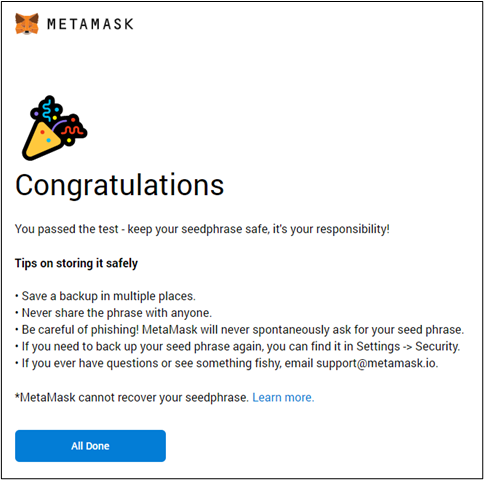 METAMASK
Congratulations
You passed the test - keep your seedphrase safe, it's your responsibility!
Tips on storing it safely
• Save a backup in multiple places.
• Never share the phrase with anyone.
• Be careful of phishing! MetaMask will never spontaneously ask for your seed phrase.
• If you need to back up your seed phrase again, you can find it in Settings -> Security.
• If you ever have questions or see something fishy, email support@metamask.io.
*MetaMask cannot recover your seedphrase. Learn more.
All Done